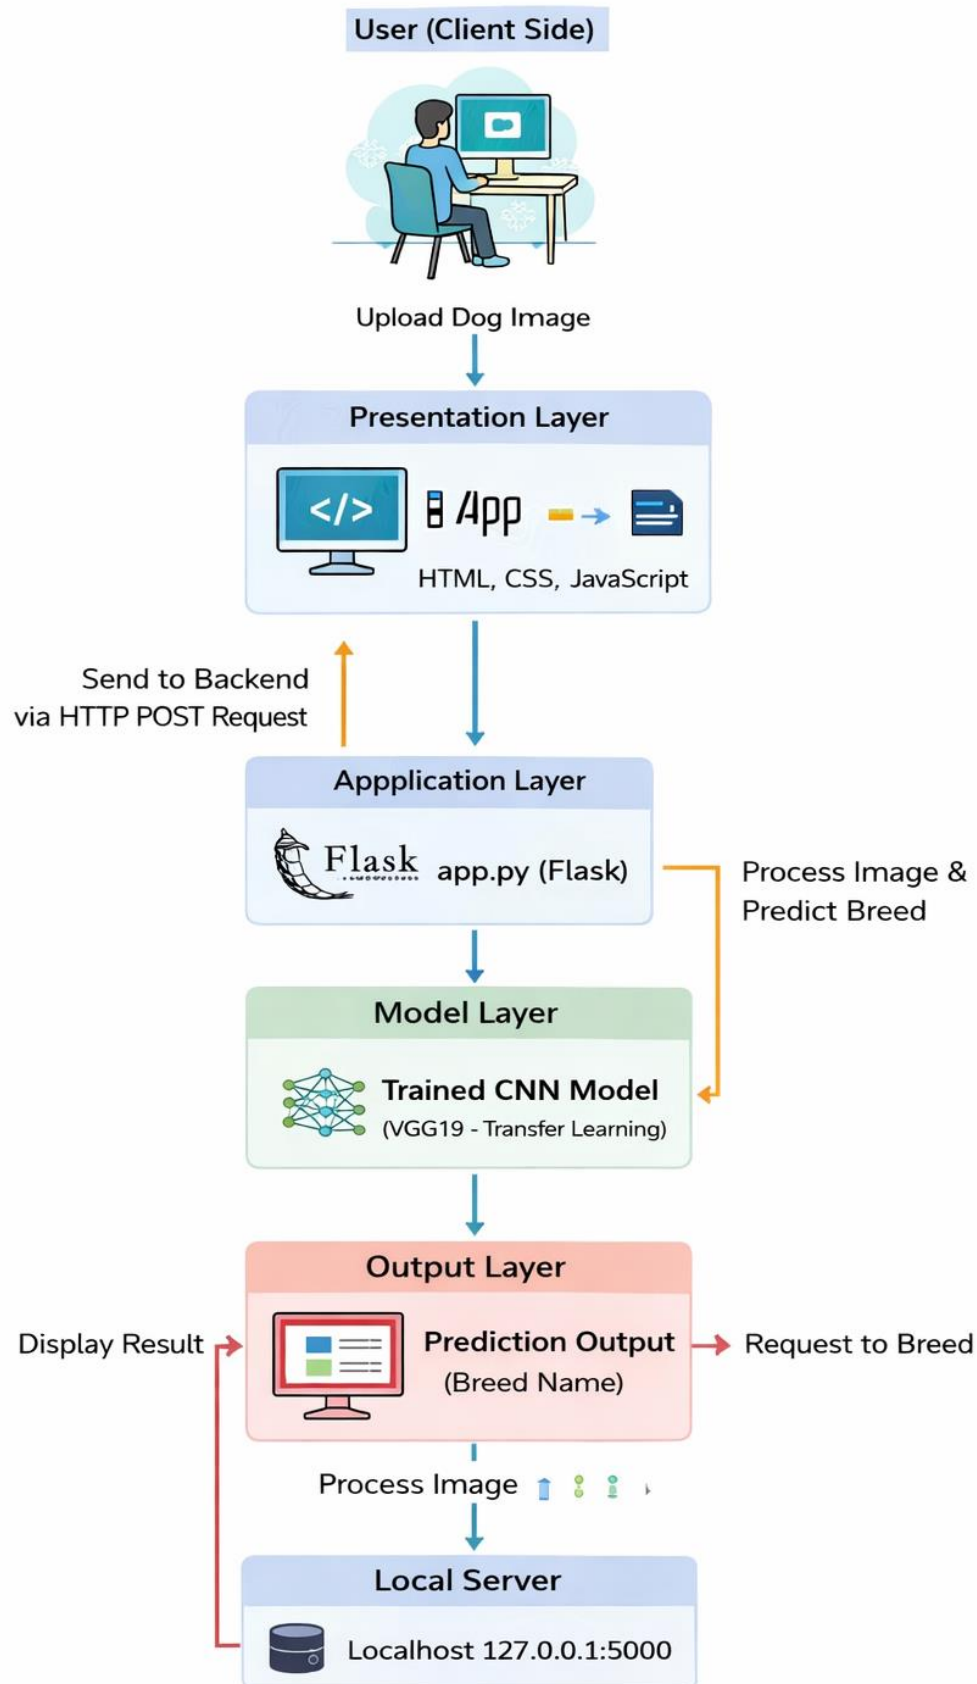 User (Client Side)
Upload Dog Image
Presentation Layer
</>
App
HTML, CSS, JavaScript
Send to Backend
via HTTP POST Request
Appplication Layer
Flask
app.py (Flask)
Process Image &
Predict Breed
Model Layer
Trained CNN Model
(VGG19 - Transfer Learning)
Output Layer
Display Result
Prediction Output
(Breed Name)
Request to Breed
Process Image
Local Server
Localhost 127.0.0.1:5000